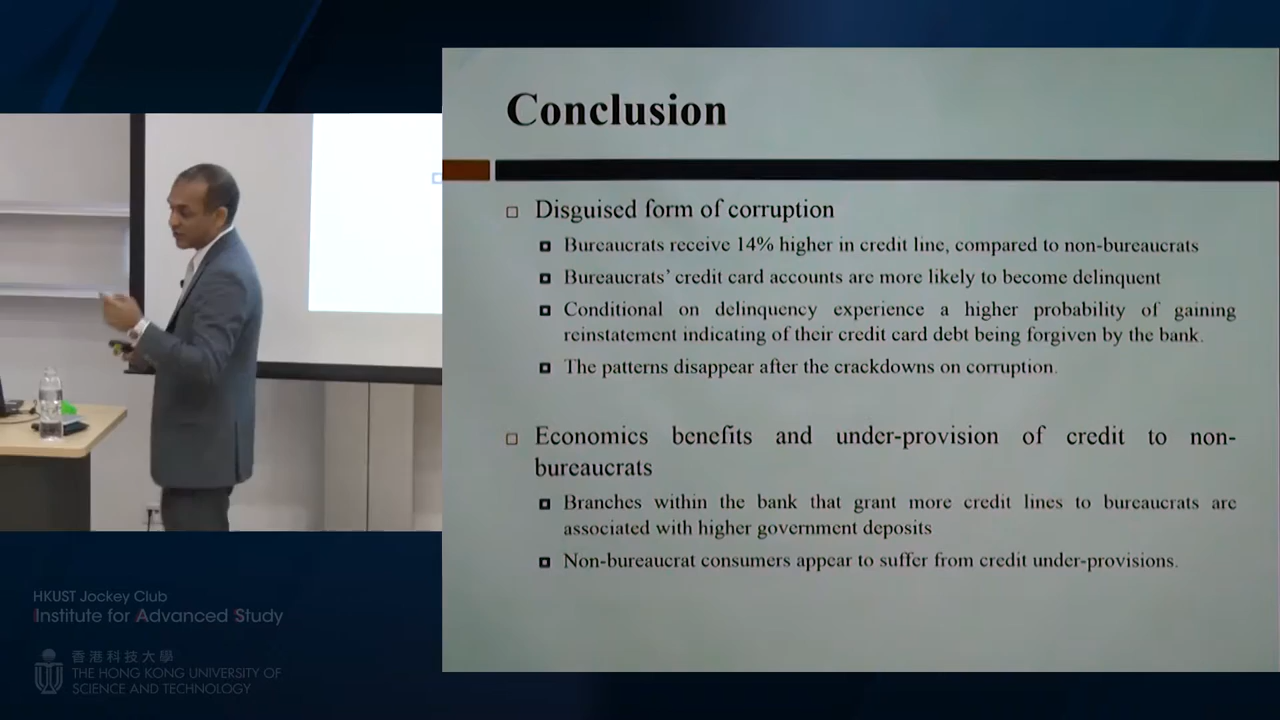 Conclusion
Disguised form of corruption
Bureaucrats receive 14% higher in credit line, compared to non-bureaucrats
Bureaucrats' credit card accounts are more likely to become delinquent
Conditional on delinquency experience a higher probability of gaining
reinstatement indicating of their credit card debt being forgiven by the bank.
The patterns disappear after the crackdowns on corruption.
Economics benefits and under-provision of credit to non-
bureaucrats
Branches within the bank that grant more credit lines to bureaucrats are
associated with higher government deposits
Non-bureaucrat consumers appear to suffer from credit under-provisions.
HKUST Jockey Club
Institute for Advanced Study
香港科技大學
THE HONG KONG UNIVERSITY OF
SCIENCE AND TECHNOLOGY